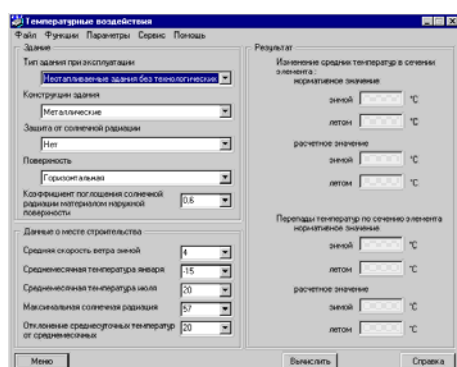 Температурные воздействия
Файл Функции Параметры Сервис Помощь
Здание
Тип здания при эксплуатации
Неотапливаемые здания без технологических
Конструкции здания
Металлические
Защита от солнечной радиации
Нет
Поверхность
Горизонтальная
Коэффициент поглощения солнечной
радиации материалом наружной
поверхности
0.6
Данные о месте строительства
Средняя скорость ветра зимой
4
Среднемесячная температура января
-15
Среднемесячная температура июля
20
Максимальная солнечная радиация
57
Отклонение среднесуточных температур
от среднемесячных
20
Результат
Изменение средних температур в сечении
элемента:
нормативное значение
зимой °C
летом °C
расчетное значение
зимой °C
летом °C
Перепады температур по сечению элемента
нормативное значение
зимой °C
летом °C
расчетное значение
зимой °C
летом °C
Меню
Вычислить
Справка